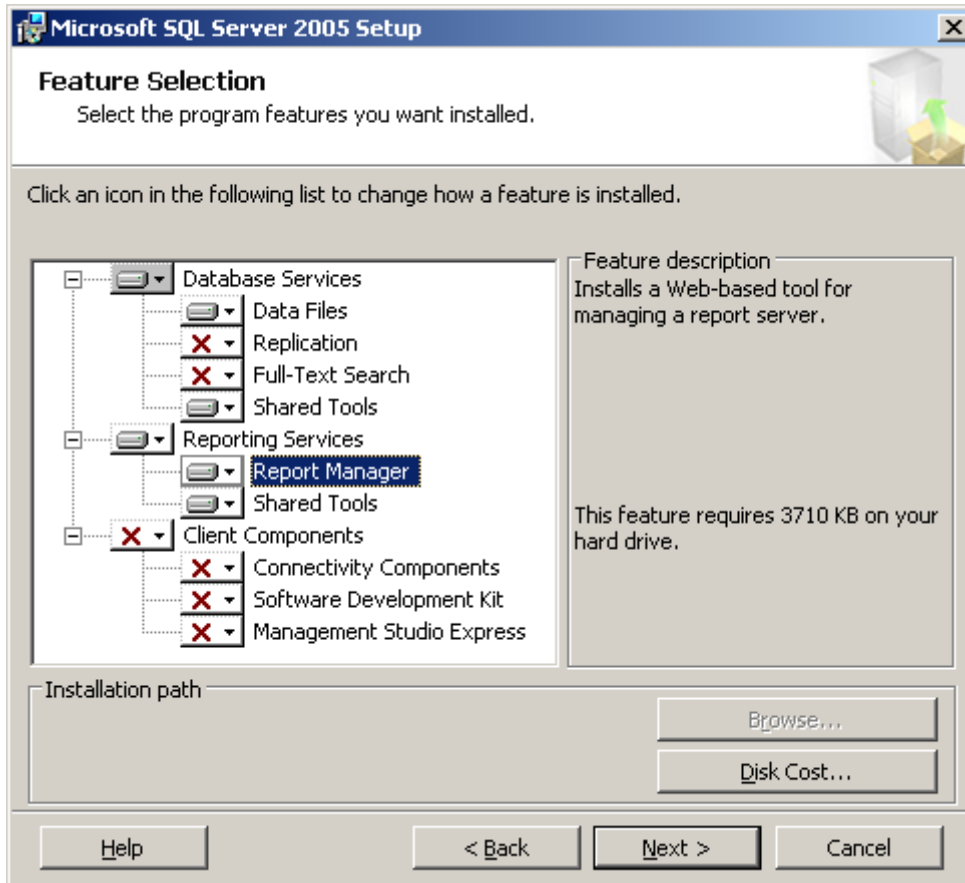 Microsoft SQL Server 2005 Setup
Feature Selection
Select the program features you want installed.
Click an icon in the following list to change how a feature is installed.
Database Services
Data Files
Replication
Full-Text Search
Shared Tools
Reporting Services
Report Manager
Shared Tools
Client Components
Connectivity Components
Software Development Kit
Management Studio Express
Feature description
Installs a Web-based tool for
managing a report server.
This feature requires 3710 KB on your
hard drive.
Installation path
Browse...
Disk Cost...
Help
< Back
Next >
Cancel